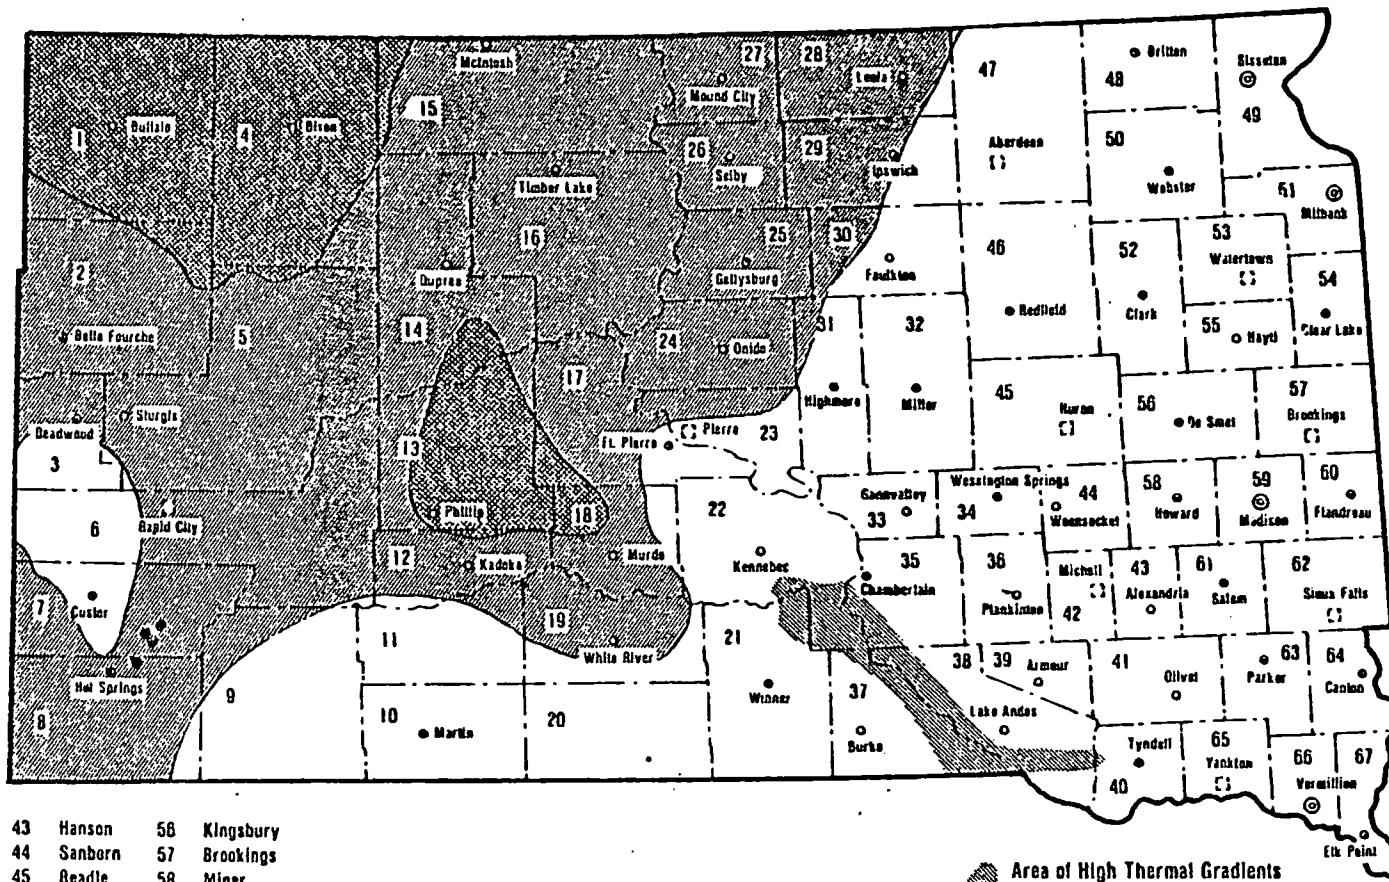 McIntosh
27
28
Leola
47
48
Britton
Sisseton
49
1
Buffalo
4
Bison
15
Mound City
26
Selby
29
Ipswich
Aberdeen
50
Webster
51
Milbank
Timber Lake
2
16
25
30
46
52
53
Watertown
54
Dupree
Gettysburg
Faulkton
Belle Fourche
5
14
24
Onida
31
32
Redfield
Clark
55
Hayti
Clear Lake
17
Deadwood
Sturgis
Highmore
Miller
45
Huron
56
De Smet
57
Brookings
3
13
Ft. Pierre
Pierre
23
6
Rapid City
Phillip
18
22
Gannvalley
33
Wessington Springs
34
44
Woonsocket
58
Howard
59
Madison
60
Flandreau
12
Kadoka
Murdo
Kennebec
35
Chamberlain
36
Plankinton
Michell
42
43
Alexandria
61
Salem
62
Sioux Falls
7
Custer
11
19
White River
21
38
39
Armour
41
Olivet
63
Parker
64
Canton
Hot Springs
8
9
10
Martin
20
Winner
37
Burke
Lake Andes
Tyndall
40
65
Yankton
66
Vermillion
67
Elk Point
43 Hanson 56 Kingsbury
44 Sanborn 57 Brookings
45 Beadle 58 Miner
Area of High Thermal Gradients